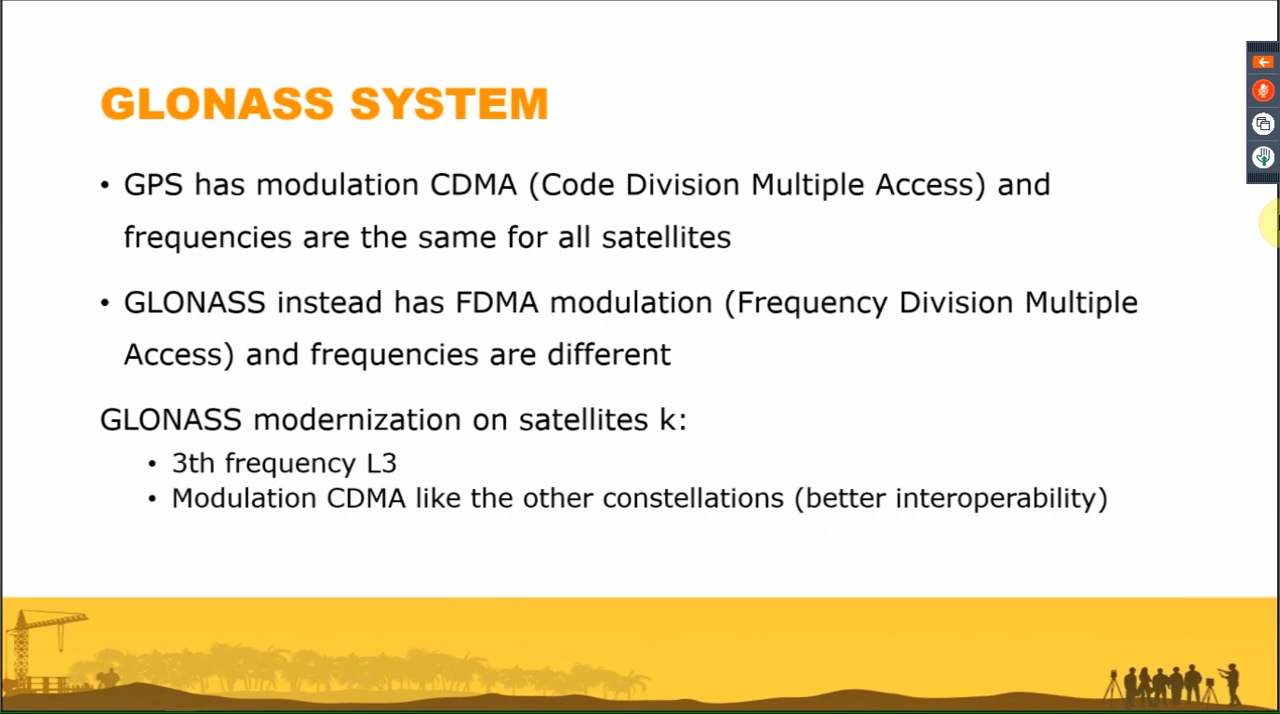 GLONASS SYSTEM
• GPS has modulation CDMA (Code Division Multiple Access) and
frequencies are the same for all satellites
• GLONASS instead has FDMA modulation (Frequency Division Multiple
Access) and frequencies are different
GLONASS modernization on satellites k:
• 3th frequency L3
• Modulation CDMA like the other constellations (better interoperability)